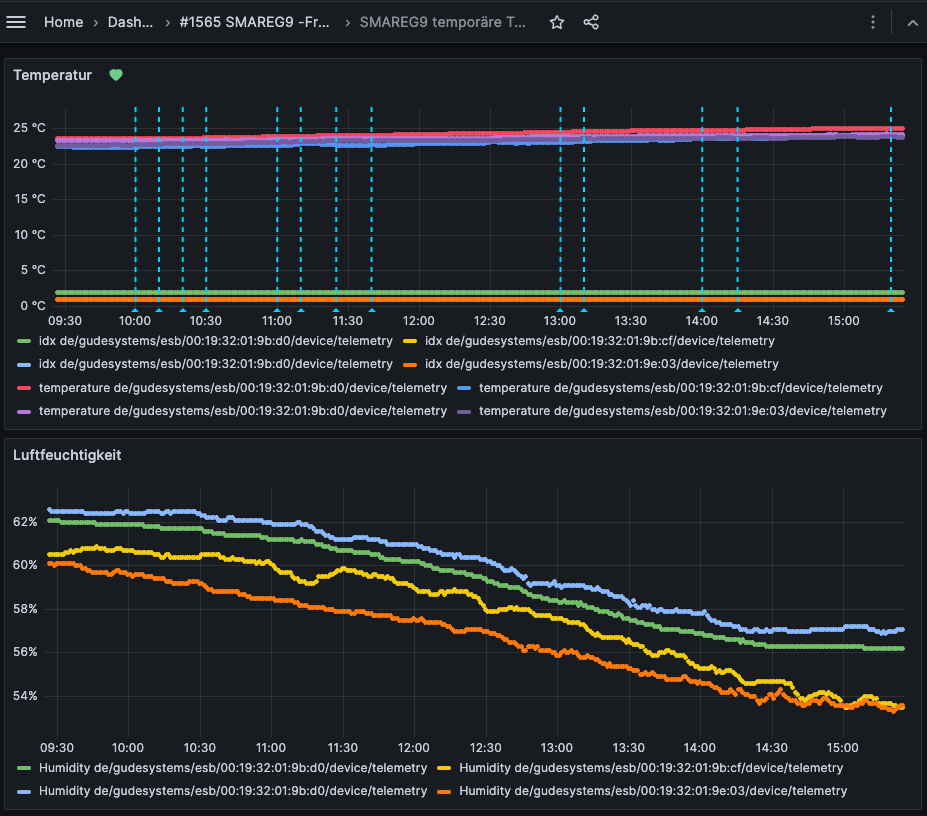 Home › Dash... › #1565 SMAREG9 -Fr... › SMAREG9 temporäre T...
Temperatur
25 °C
20 °C
15 °C
10 °C
5 °C
0 °C
09:30 10:00 10:30 11:00 11:30 12:00 12:30 13:00 13:30 14:00 14:30 15:00
idx de/gudesystems/esb/00:19:32:01:9b:d0/device/telemetry idx de/gudesystems/esb/00:19:32:01:9b:cf/device/telemetry
idx de/gudesystems/esb/00:19:32:01:9b:d0/device/telemetry idx de/gudesystems/esb/00:19:32:01:9e:03/device/telemetry
temperature de/gudesystems/esb/00:19:32:01:9b:d0/device/telemetry temperature de/gudesystems/esb/00:19:32:01:9b:cf/device/telemetry
temperature de/gudesystems/esb/00:19:32:01:9b:d0/device/telemetry temperature de/gudesystems/esb/00:19:32:01:9e:03/device/telemetry
Luftfeuchtigkeit
62%
60%
58%
56%
54%
09:30 10:00 10:30 11:00 11:30 12:00 12:30 13:00 13:30 14:00 14:30 15:00
Humidity de/gudesystems/esb/00:19:32:01:9b:d0/device/telemetry Humidity de/gudesystems/esb/00:19:32:01:9b:cf/device/telemetry
Humidity de/gudesystems/esb/00:19:32:01:9b:d0/device/telemetry Humidity de/gudesystems/esb/00:19:32:01:9e:03/device/telemetry